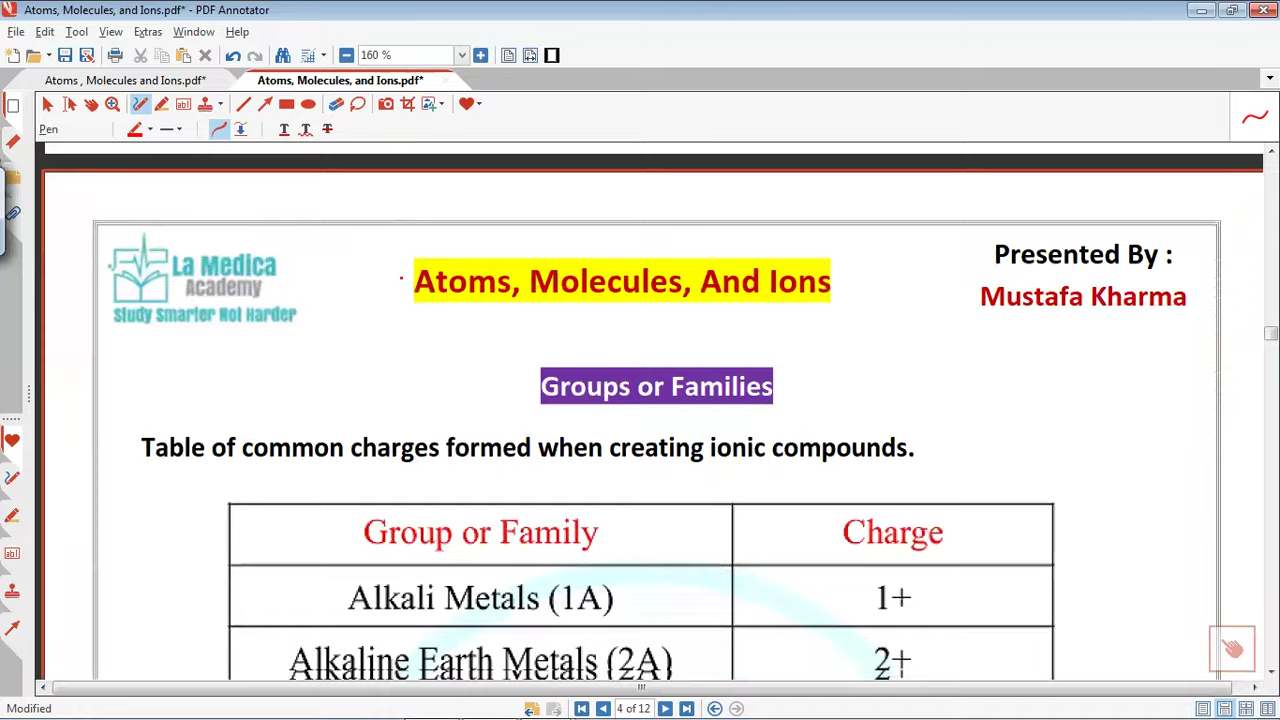 Atoms, Molecules, and Ions.pdf* - PDF Annotator
File Edit Tool View Extras Window Help
160 %
Atoms , Molecules and Ions.pdf*
Atoms, Molecules, and Ions.pdf*
Pen
La Medica
Academy
Study Smarter Not Harder
Atoms, Molecules, And Ions
Presented By :
Mustafa Kharma
Groups or Families
Table of common charges formed when creating ionic compounds.
Group or Family Charge
Alkali Metals (1A) 1+
Alkaline Earth Metals (2A) 2+
Modified
4 of 12